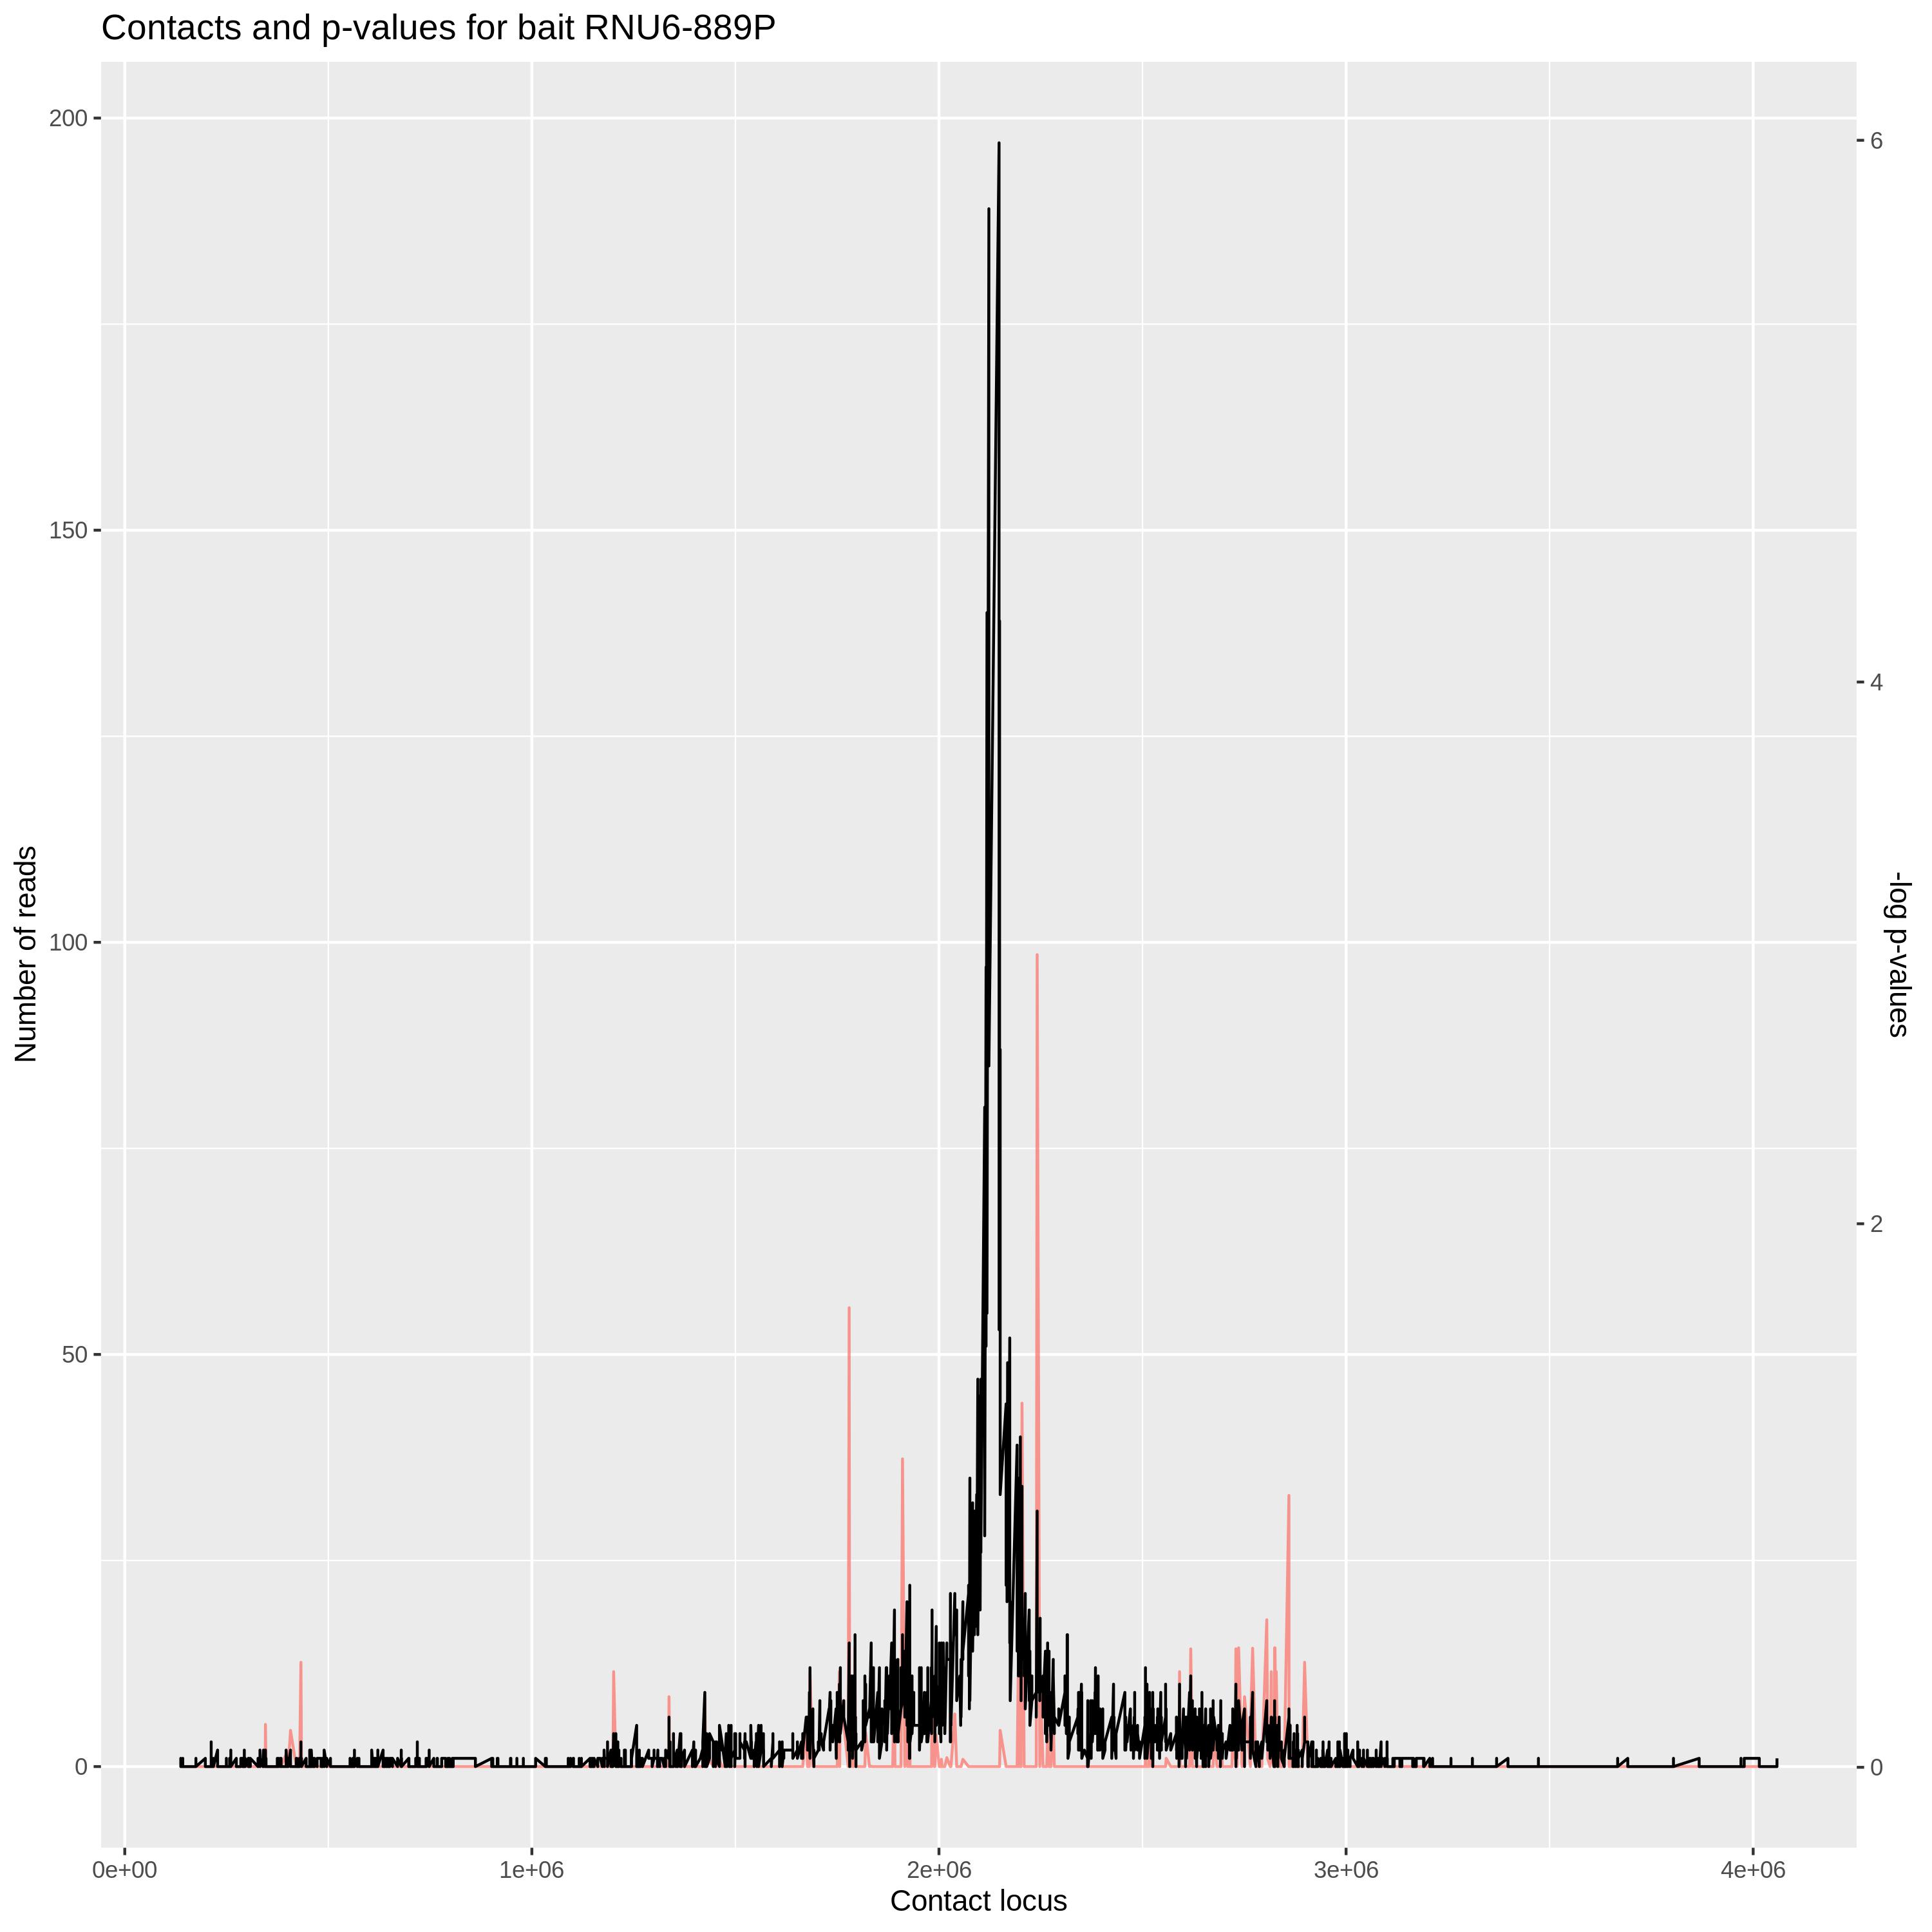 Contacts and p-values for bait RNU6-889P
200
150
100
50
0
Number of reads
6
4
2
0
-log p-values
0e+00
1e+06
2e+06
3e+06
4e+06
Contact locus